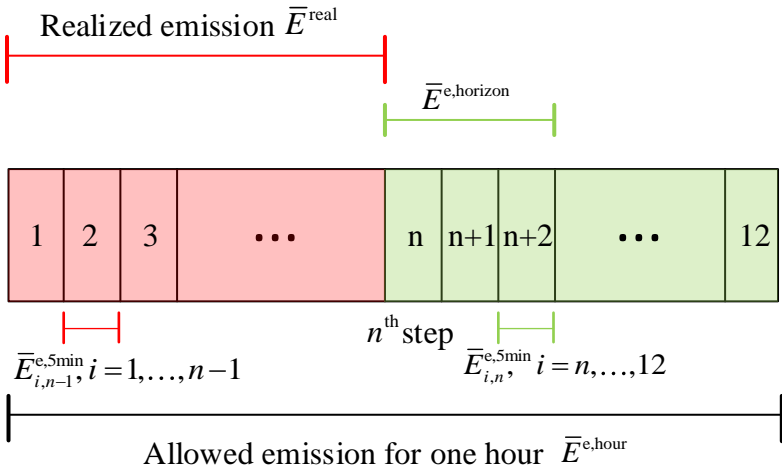 Realized emission E̅^real
E̅^e,horizon
1 2 3 ••• n n+1 n+2 ••• 12
n^th step
E̅^e,5min_i,n−1, i = 1,…,n−1
E̅^e,5min_i,n, i = n,…,12
Allowed emission for one hour E̅^e,hour